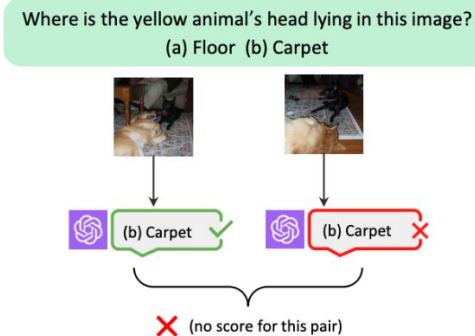 Where is the yellow animal's head lying in this image?
(a) Floor (b) Carpet
(b) Carpet
(b) Carpet
(no score for this pair)